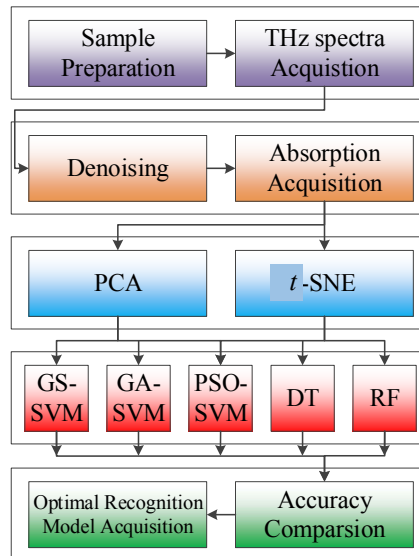 Sample
Preparation
THz spectra
Acquistion
Denoising
Absorption
Acquisition
PCA
t-SNE
GS-
SVM
GA-
SVM
PSO-
SVM
DT
RF
Optimal Recognition
Model Acquisition
Accuracy
Comparsion